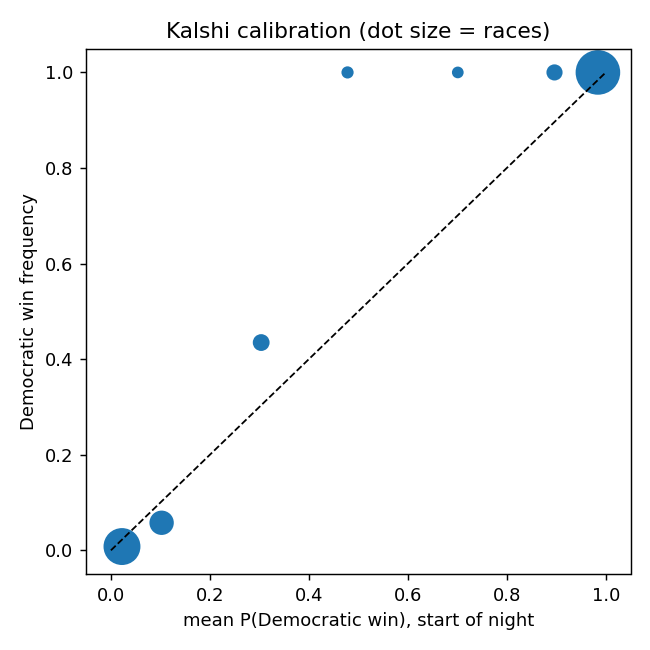 Kalshi calibration (dot size = races)
1.0
0.8
0.6
0.4
0.2
0.0
Democratic win frequency
0.0 0.2 0.4 0.6 0.8 1.0
mean P(Democratic win), start of night